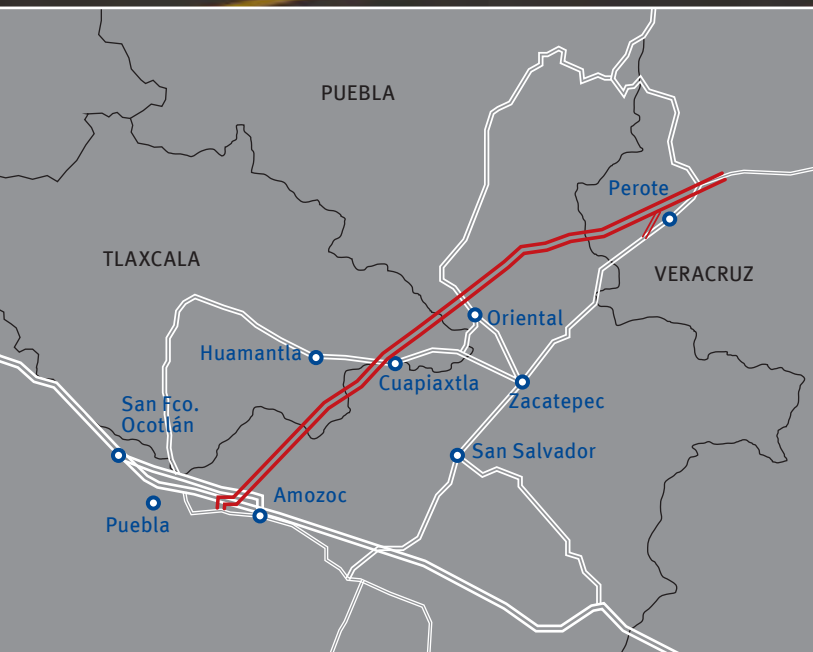 PUEBLA
Perote
TLAXCALA
VERACRUZ
Oriental
Huamantla
Cuapiaxtla
San Fco.
Ocotlán
Zacatepec
San Salvador
Amozoc
Puebla